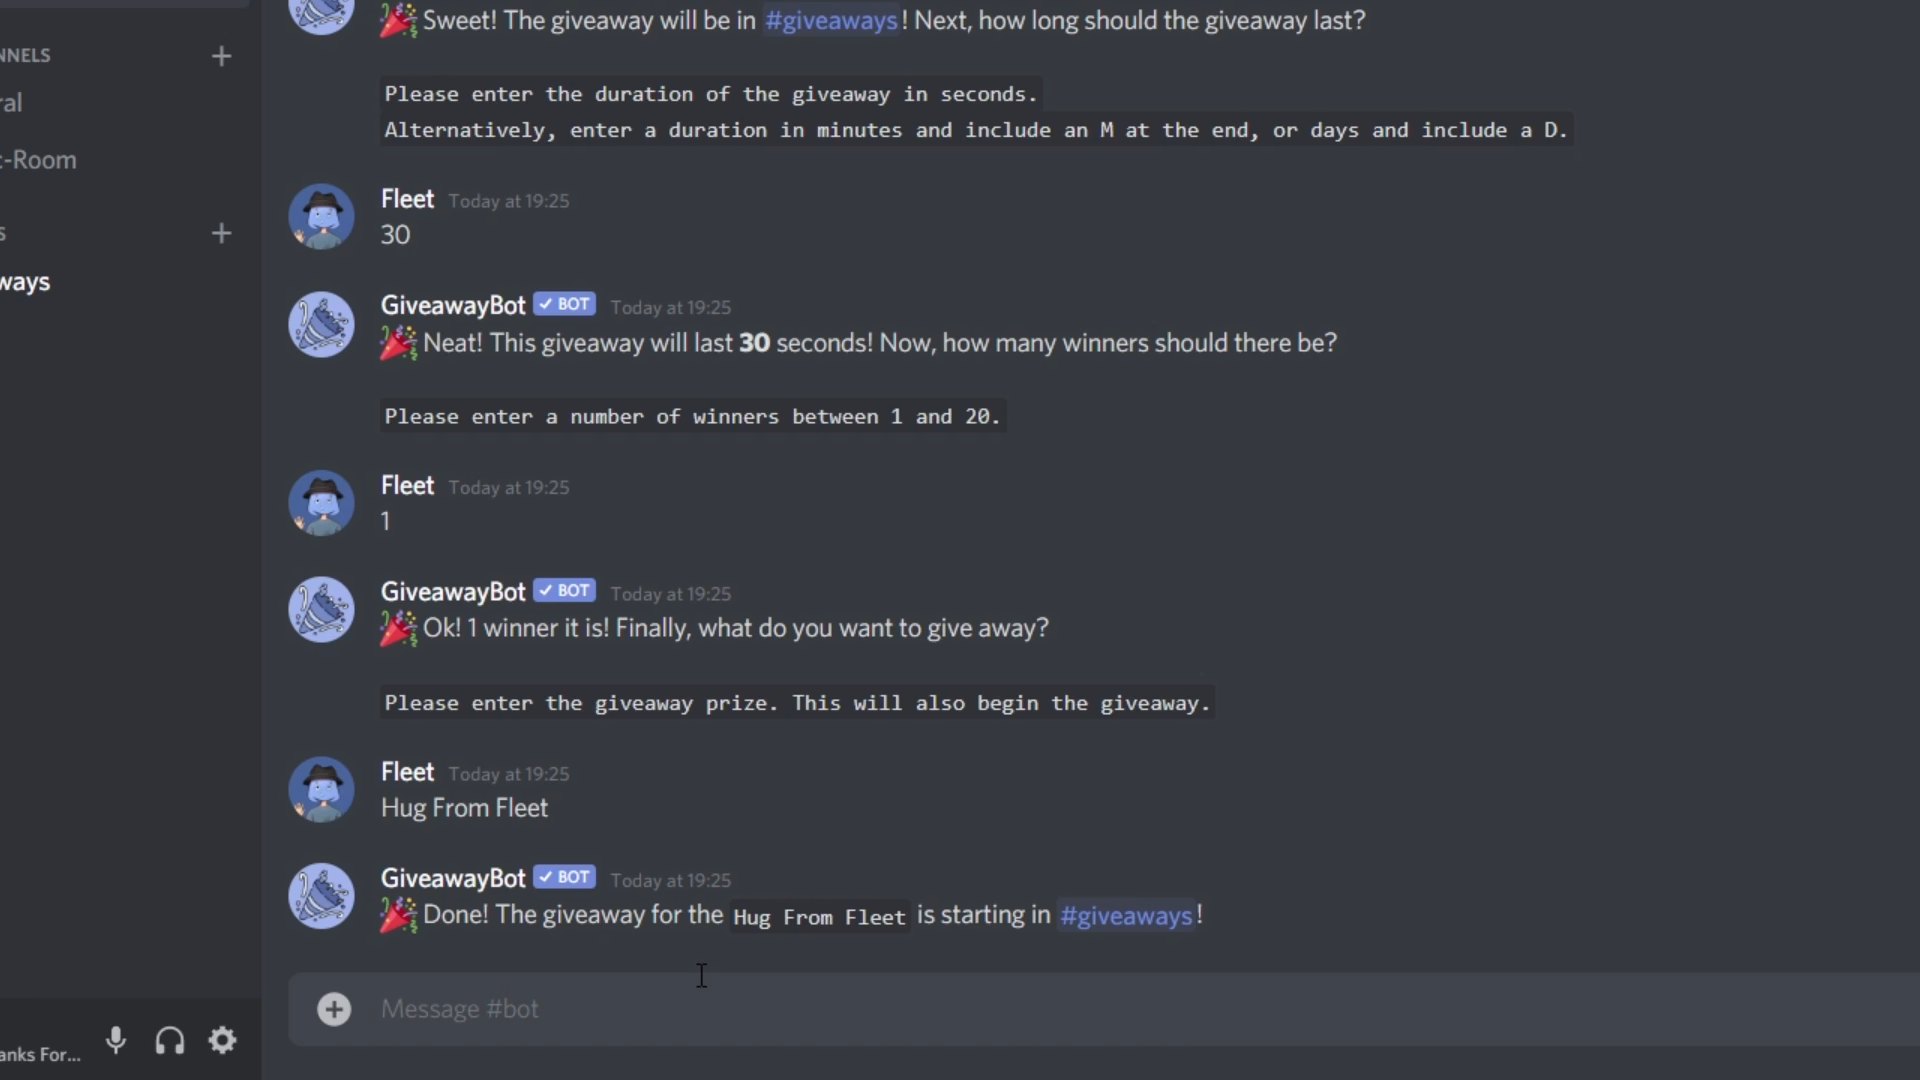 Sweet! The giveaway will be in #giveaways! Next, how long should the giveaway last?
NNELS
Please enter the duration of the giveaway in seconds.
al
Alternatively, enter a duration in minutes and include an M at the end, or days and include a D.
-Room
Fleet Today at 19:25
30
s
ways
GiveawayBot BOT Today at 19:25
Neat! This giveaway will last 30 seconds! Now, how many winners should there be?
Please enter a number of winners between 1 and 20.
Fleet Today at 19:25
1
GiveawayBot BOT Today at 19:25
Ok! 1 winner it is! Finally, what do you want to give away?
Please enter the giveaway prize. This will also begin the giveaway.
Fleet Today at 19:25
Hug From Fleet
GiveawayBot BOT Today at 19:25
Done! The giveaway for the Hug From Fleet is starting in #giveaways!
Message #bot
anks For...